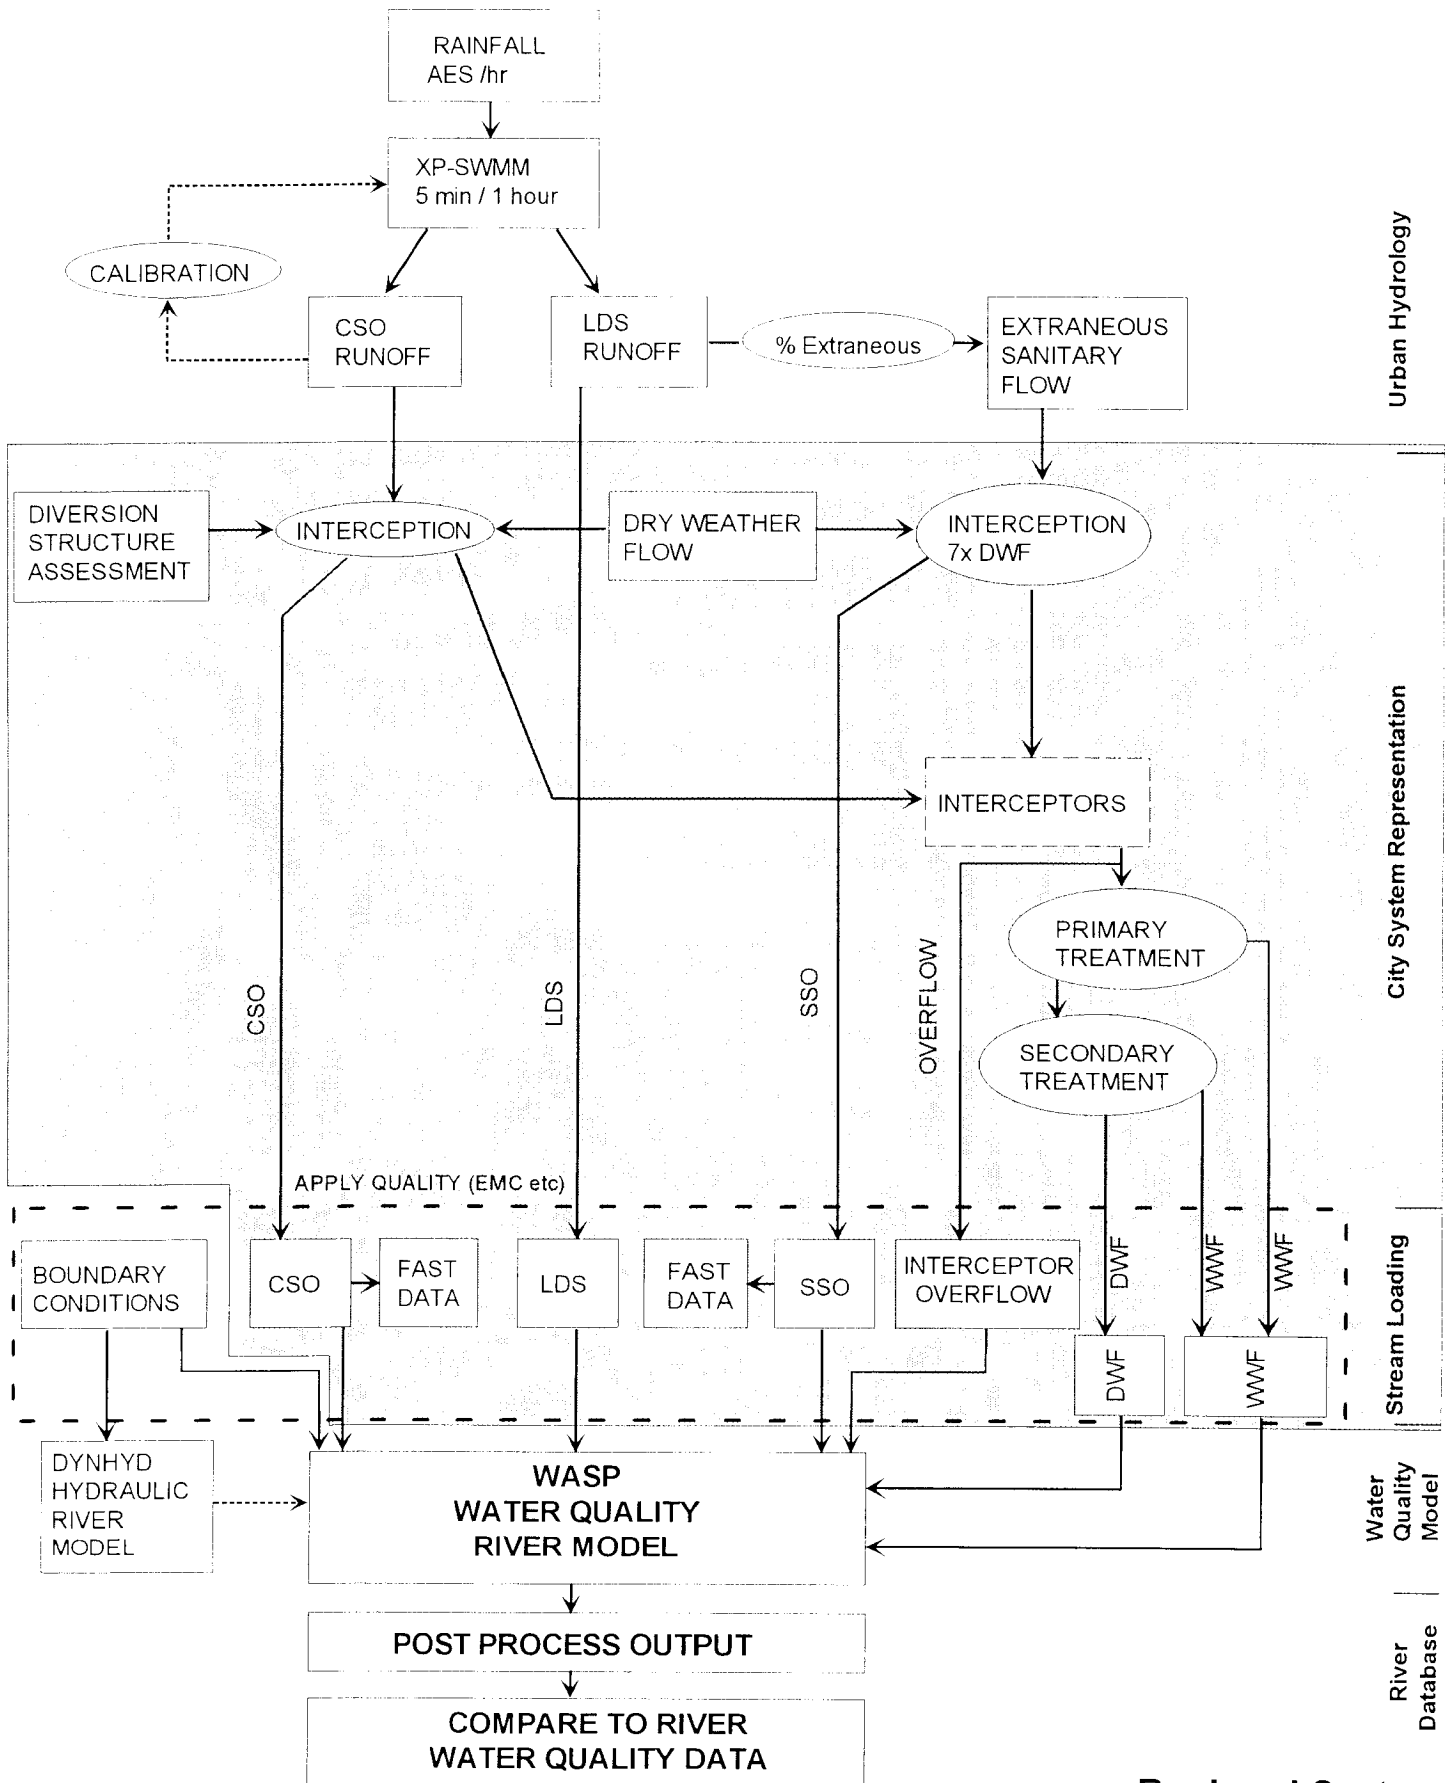 RAINFALL
AES /hr
XP-SWMM
5 min / 1 hour
CALIBRATION
CSO
RUNOFF
LDS
RUNOFF
% Extraneous
EXTRANEOUS
SANITARY
FLOW
Urban Hydrology
DIVERSION
STRUCTURE
ASSESSMENT
INTERCEPTION
DRY WEATHER
FLOW
INTERCEPTION
7x DWF
INTERCEPTORS
City System Representation
PRIMARY
TREATMENT
SECONDARY
TREATMENT
CSO
LDS
SSO
OVERFLOW
APPLY QUALITY (EMC etc)
BOUNDARY
CONDITIONS
CSO
FAST
DATA
LDS
FAST
DATA
SSO
INTERCEPTOR
OVERFLOW
DWF
WWF
WWF
DWF
WWF
Stream Loading
DYNHYD
HYDRAULIC
RIVER
MODEL
WASP
WATER QUALITY
RIVER MODEL
Water
Quality
Model
POST PROCESS OUTPUT
River
Database
COMPARE TO RIVER
WATER QUALITY DATA